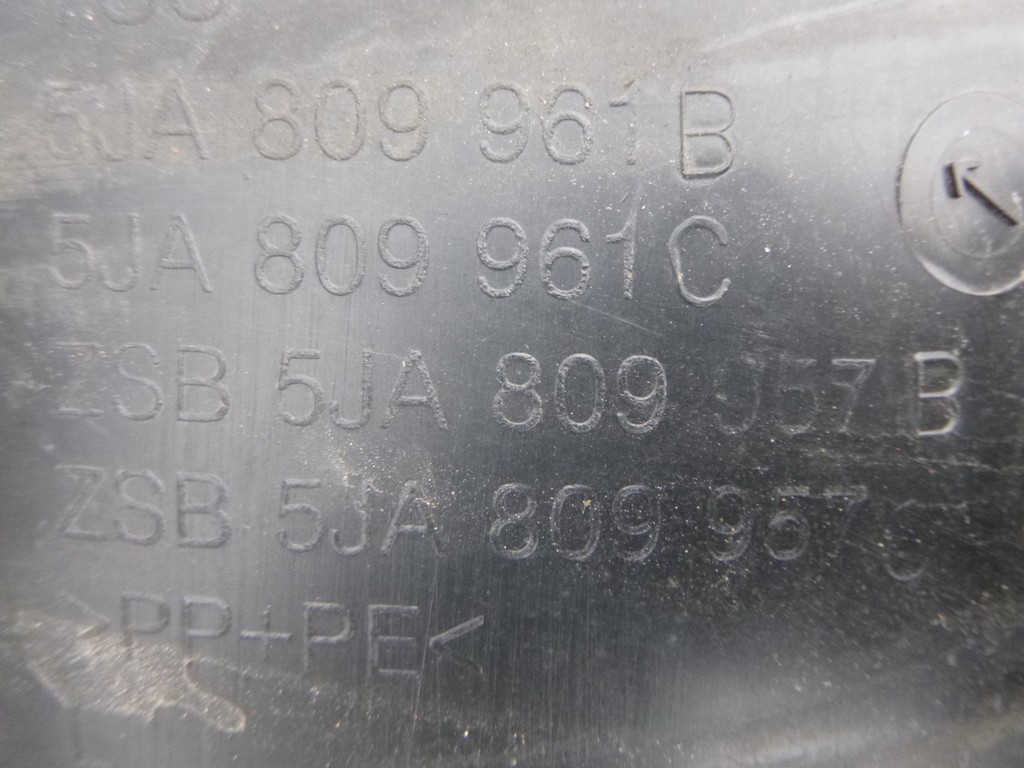 5JA 809 961 B
5JA 809 961 C
ZSB 5JA 809 957 B
ZSB 5JA 809 957 C
>PP+PE<